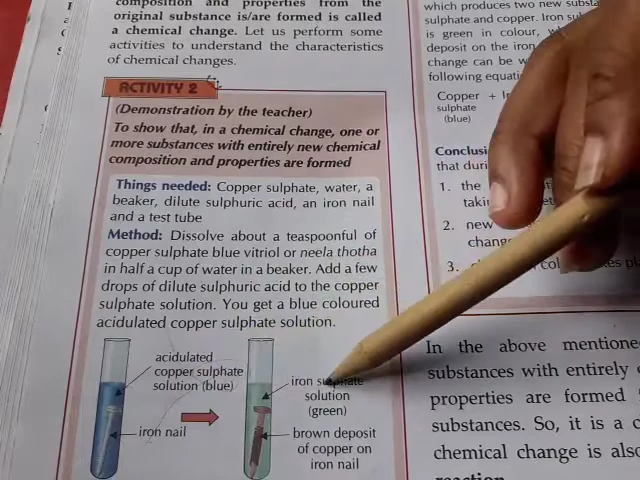 composition and properties from the
original substance is/are formed is called
a chemical change. Let us perform some
activities to understand the characteristics
of chemical changes.
ACTIVITY 2
(Demonstration by the teacher)
To show that, in a chemical change, one or
more substances with entirely new chemical
composition and properties are formed
Things needed: Copper sulphate, water, a
beaker, dilute sulphuric acid, an iron nail
and a test tube
Method: Dissolve about a teaspoonful of
copper sulphate blue vitriol or neela thotha
in half a cup of water in a beaker. Add a few
drops of dilute sulphuric acid to the copper
sulphate solution. You get a blue coloured
acidulated copper sulphate solution.
acidulated
copper sulphate
solution (blue)
iron nail
iron sulphate
solution
(green)
brown deposit
of copper on
iron nail
which produces two new
sulphate and copper. Iron
is green in colour,
deposit on the iron
change can be
following
Copper +
sulphate
(blue)
that
1. the
2. new
3.
In the above
substances with entirely
properties are formed
substances. So, it is a
chemical change is